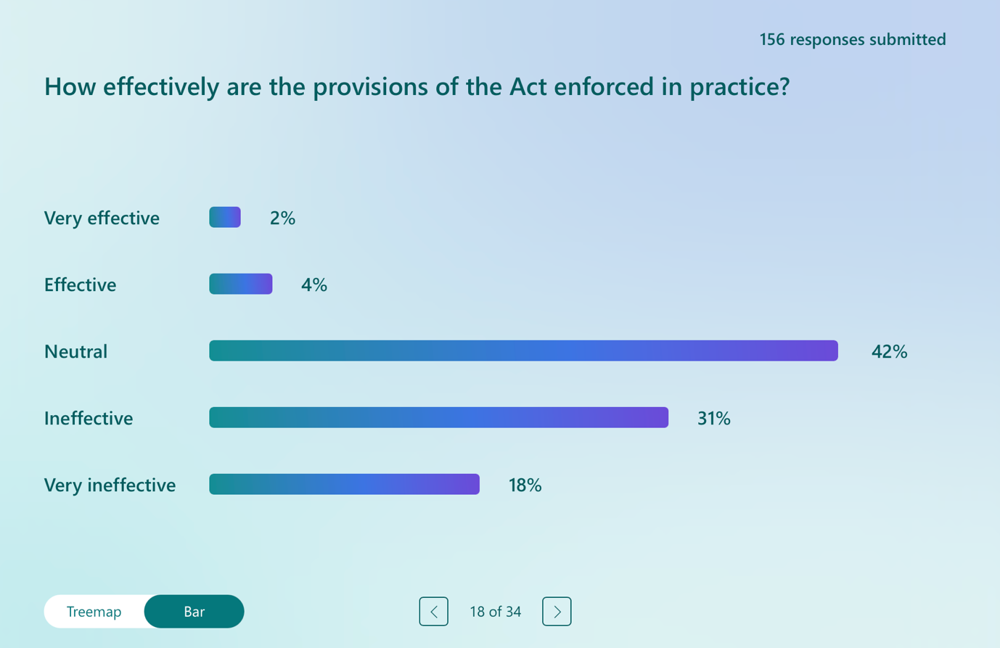 156 responses submitted
How effectively are the provisions of the Act enforced in practice?
Very effective 2%
Effective 4%
Neutral 42%
Ineffective 31%
Very ineffective 18%
Treemap Bar 18 of 34